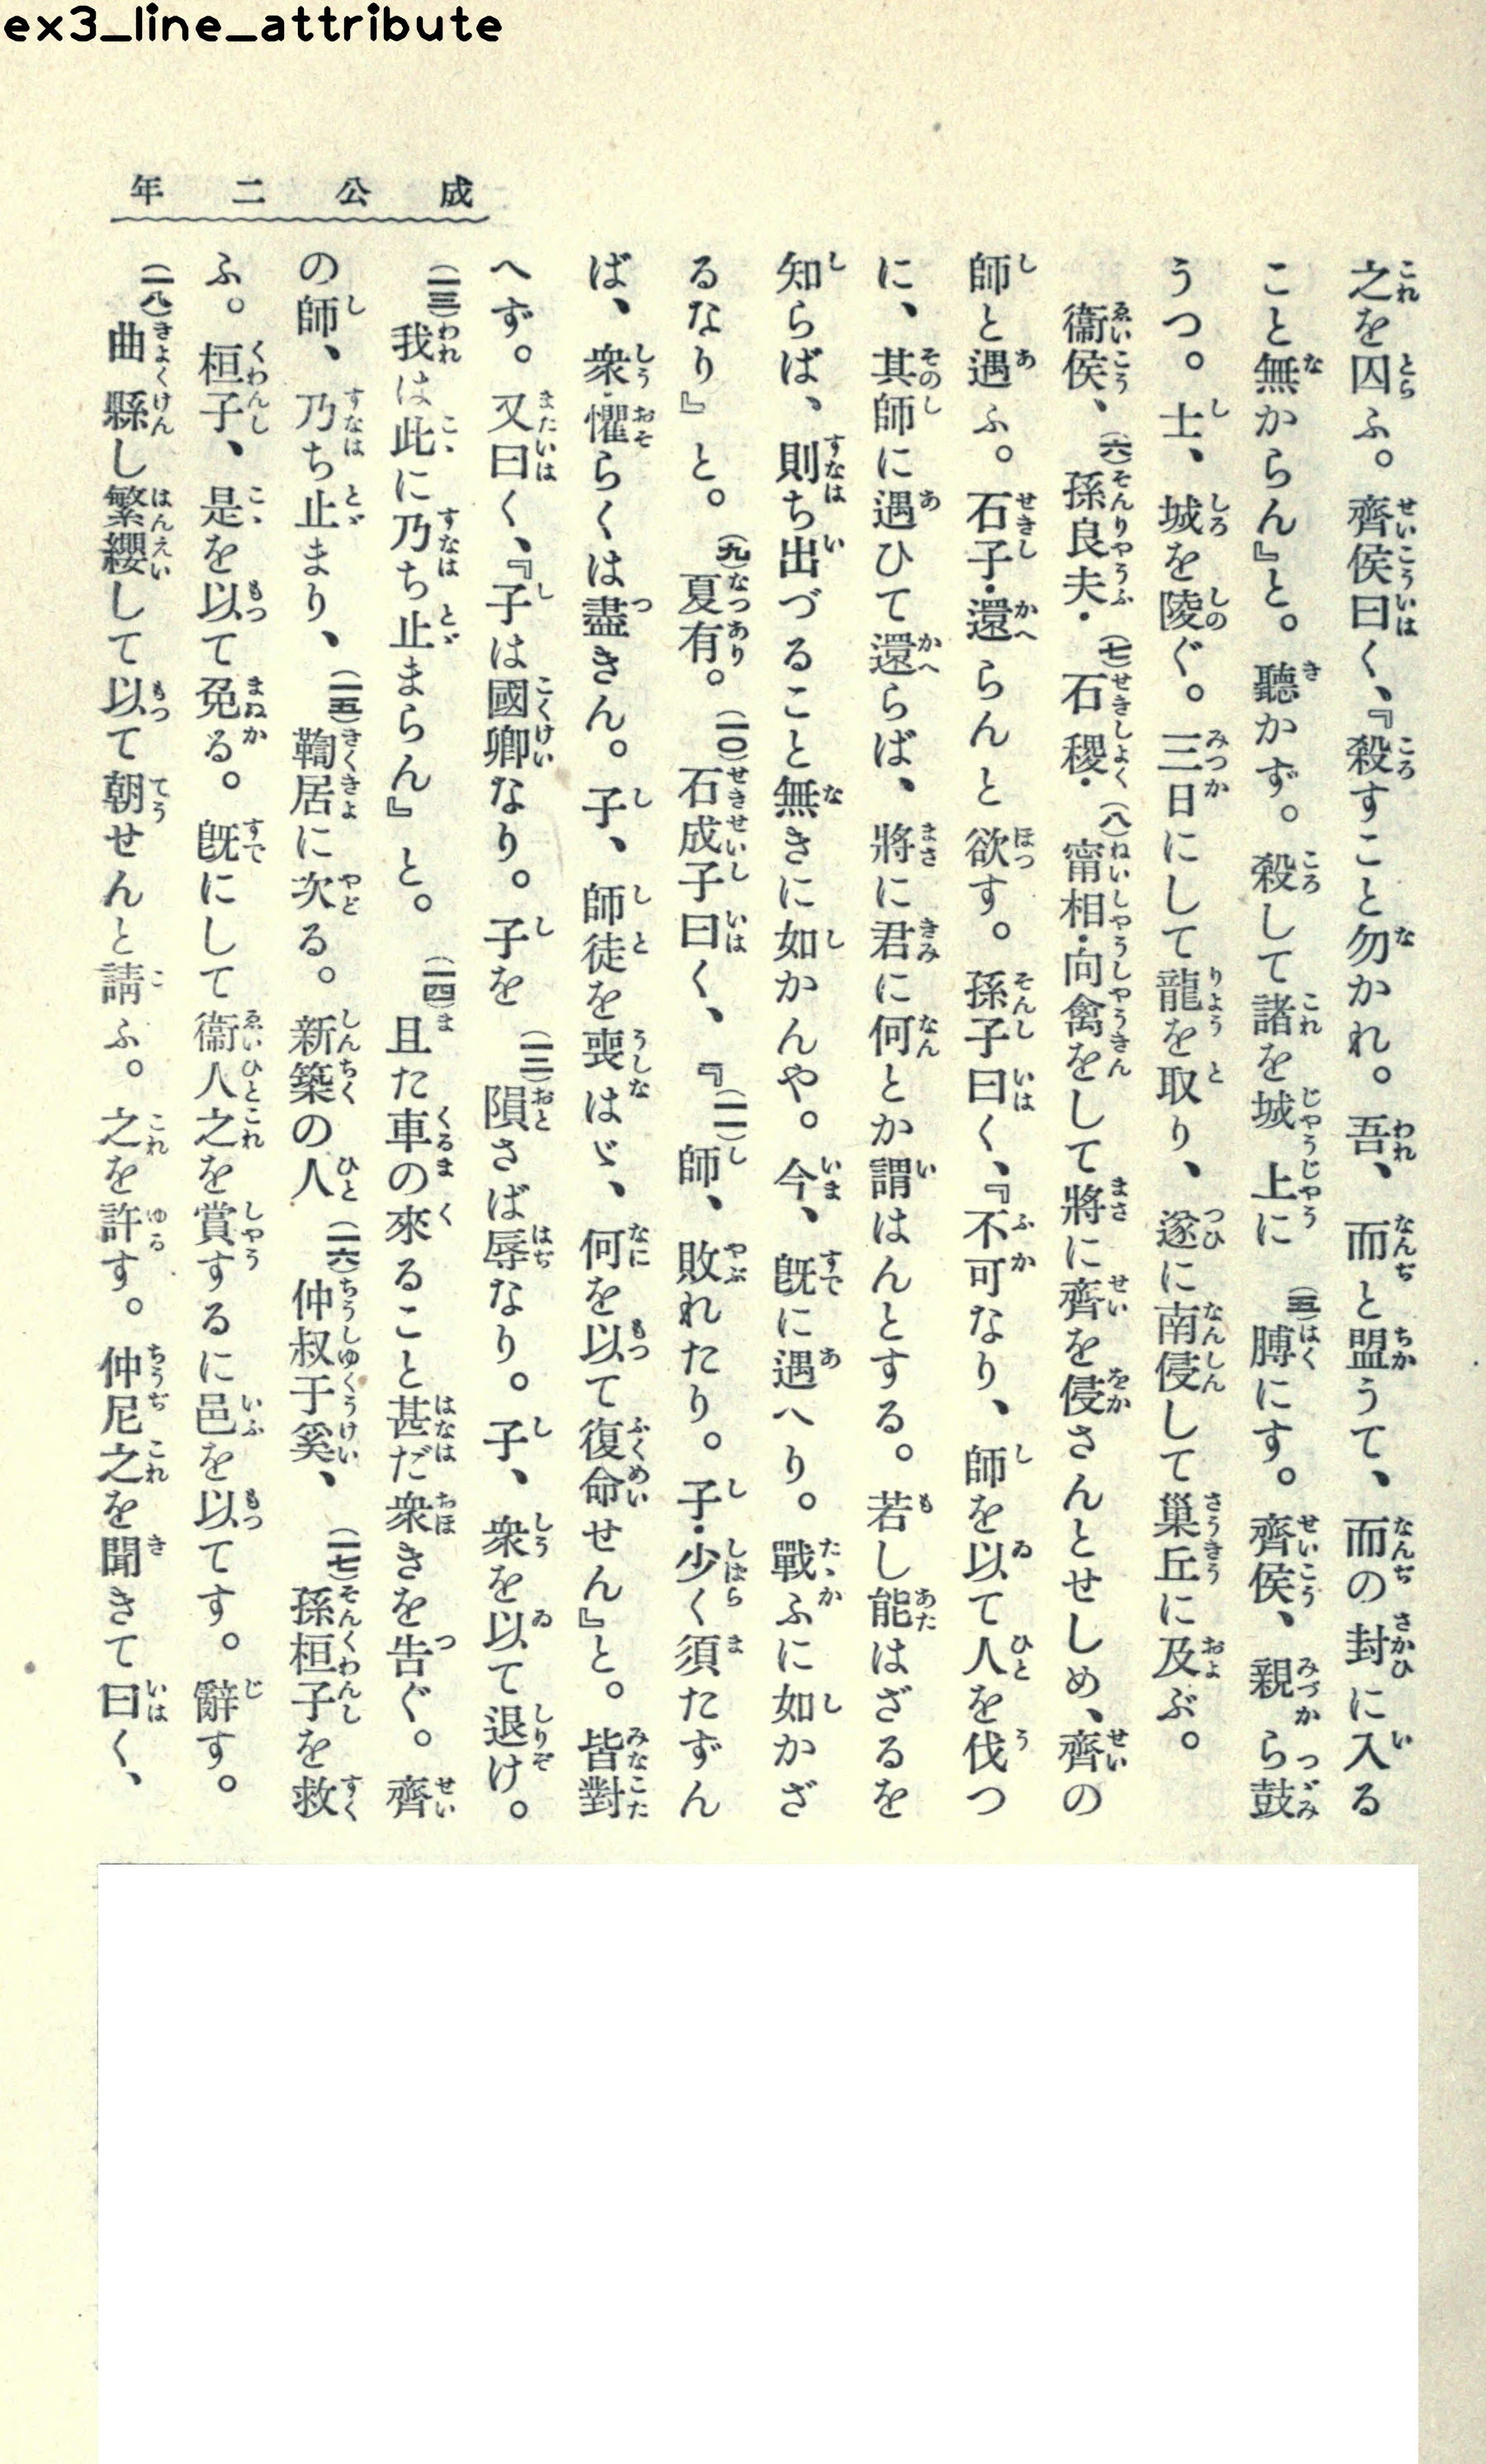 ex3_line_attribute
成公二年
之を囚ふ。齊侯曰く、『殺すこと勿かれ。吾、而と盟うて、而の封に入る
こと無からん』と。聽かず。殺して諸を城上に(五)膊にす。齊侯、親ら鼓
うつ。士、城を陵ぐ。三日にして龍を取り、遂に南侵して巢丘に及ぶ。
衞侯、(六)孫良夫・(七)石稷・(八)甯相・向禽をして將に齊を侵さんとせしめ、齊の
師と遇ふ。石子・還らんと欲す。孫子曰く、『不可なり、師を以て人を伐つ
に、其師に遇ひて還らば、將に君に何とか謂はんとする。若し能はざるを
知らば、則ち出づること無きに如かんや。今、旣に遇へり。戰ふに如かざ
るなり』と。(九)夏有。(一〇)石成子曰く、『(一一)師、敗れたり。子・少く須たずん
ば、衆・懼らくは盡きん。子、師徒を喪はゞ、何を以て復命せん』と。皆對
へず。又曰く、『子は國卿なり。子を(一二)隕さば辱なり。子、衆を以て退け。
(一三)我は此に乃ち止まらん』と。(一四)且た車の來ること甚だ衆きを告ぐ。齊
の師、乃ち止まり、(一五)鞫居に次る。新築の人(一六)仲叔于奚、(一七)孫桓子を救
ふ。桓子、是を以て免る。旣にして衞人之を賞するに邑を以てす。辭す。
(一八)曲縣し繁纓して以て朝せんと請ふ。之を許す。仲尼之を聞きて曰く、